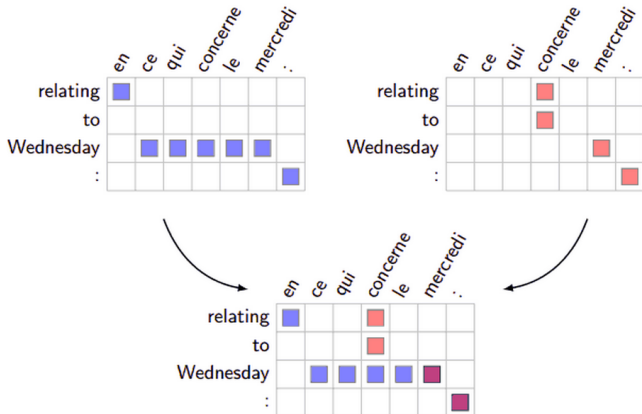 en ce qui concerne le mercredi :
relating
to
Wednesday
:
en ce qui concerne le mercredi :
relating
to
Wednesday
:
en ce qui concerne le mercredi :
relating
to
Wednesday
: